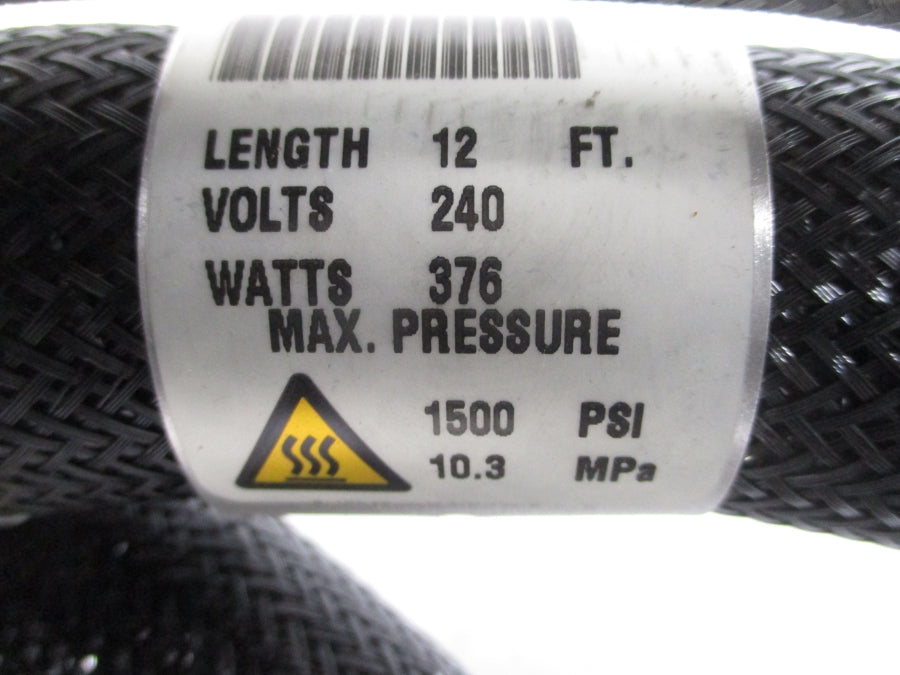 LENGTH 12 FT.
VOLTS 240
WATTS 376
MAX. PRESSURE
1500 PSI
10.3 MPa